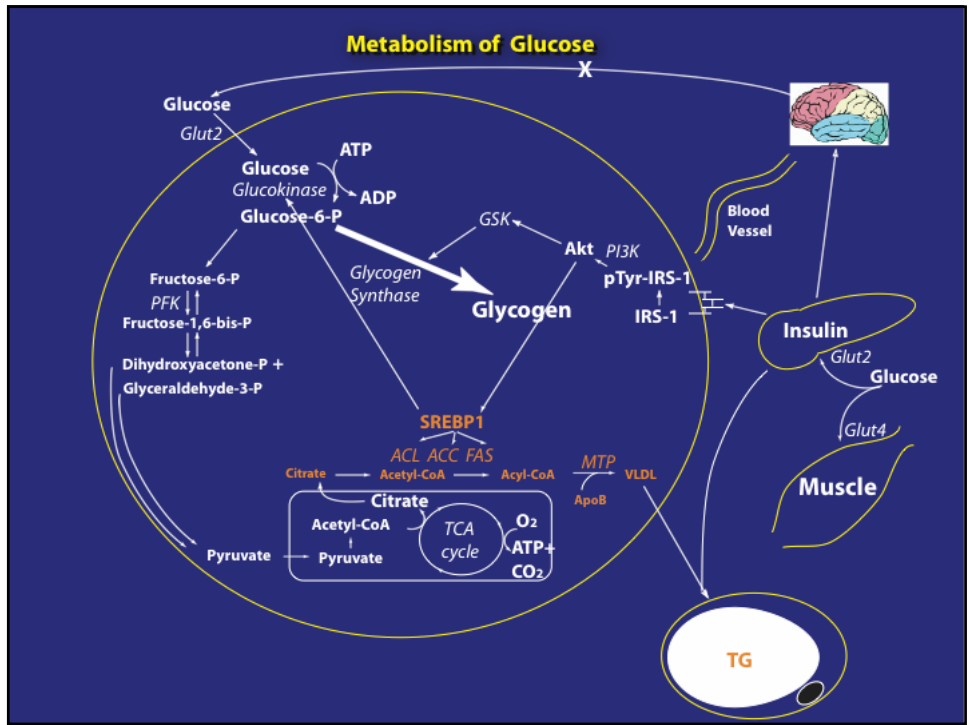 Metabolism of Glucose
X
Glucose
Glut2
Glucose
Glucokinase
Glucose-6-P
ATP
ADP
GSK
Glycogen
Synthase
Glycogen
Akt
PI3K
pTyr-IRS-1
IRS-1
Blood
Vessel
Insulin
Glut2
Glucose
Glut4
Muscle
Fructose-6-P
PFK
Fructose-1,6-bis-P
Dihydroxyacetone-P +
Glyceraldehyde-3-P
SREBP1
ACL ACC FAS
Citrate
Acetyl-CoA
Acyl-CoA
MTP
ApoB
VLDL
Citrate
Acetyl-CoA
Pyruvate
Pyruvate
TCA
cycle
O2
ATP+
CO2
TG